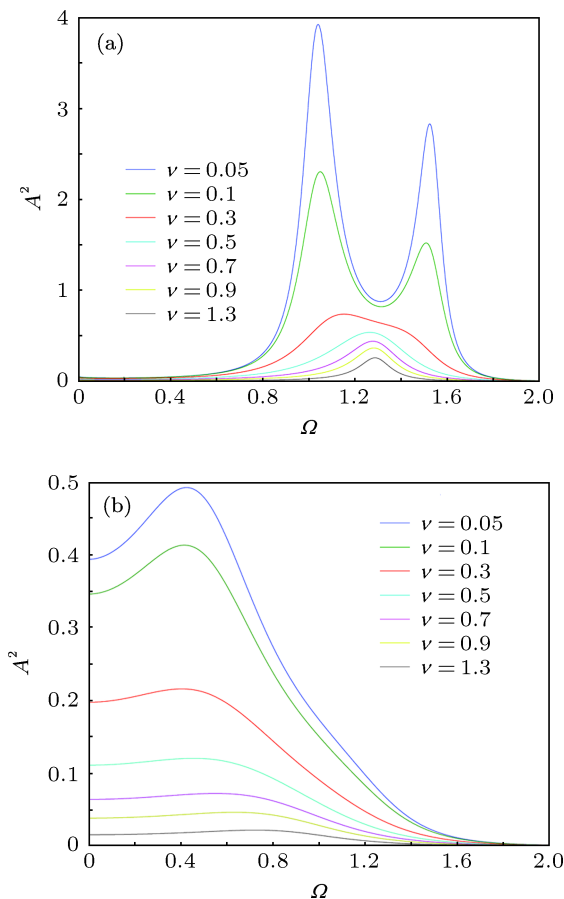 (a)
4
3
2
1
0
A²
ν = 0.05
ν = 0.1
ν = 0.3
ν = 0.5
ν = 0.7
ν = 0.9
ν = 1.3
0 0.4 0.8 1.2 1.6 2.0
Ω
(b)
0.5
0.4
0.3
0.2
0.1
0
A²
ν = 0.05
ν = 0.1
ν = 0.3
ν = 0.5
ν = 0.7
ν = 0.9
ν = 1.3
0 0.4 0.8 1.2 1.6 2.0
Ω